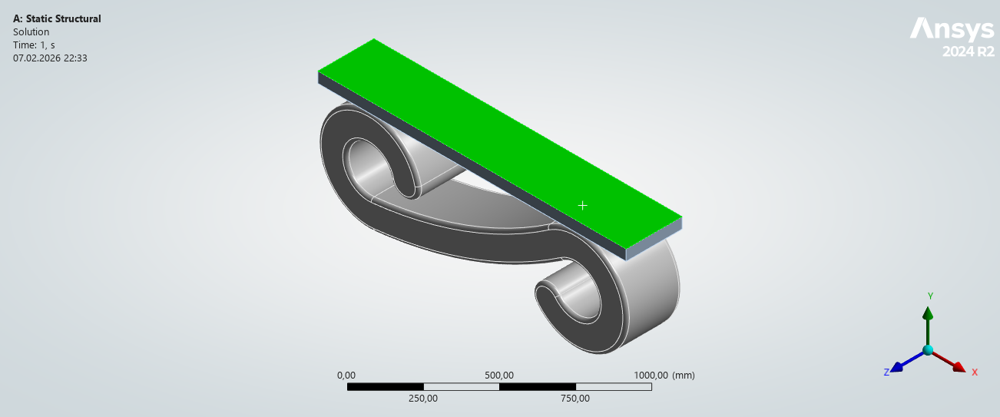 A: Static Structural
Solution
Time: 1, s
07.02.2026 22:33
Ansys
2024 R2
Y
Z
X
0,00 500,00 1000,00 (mm)
250,00 750,00